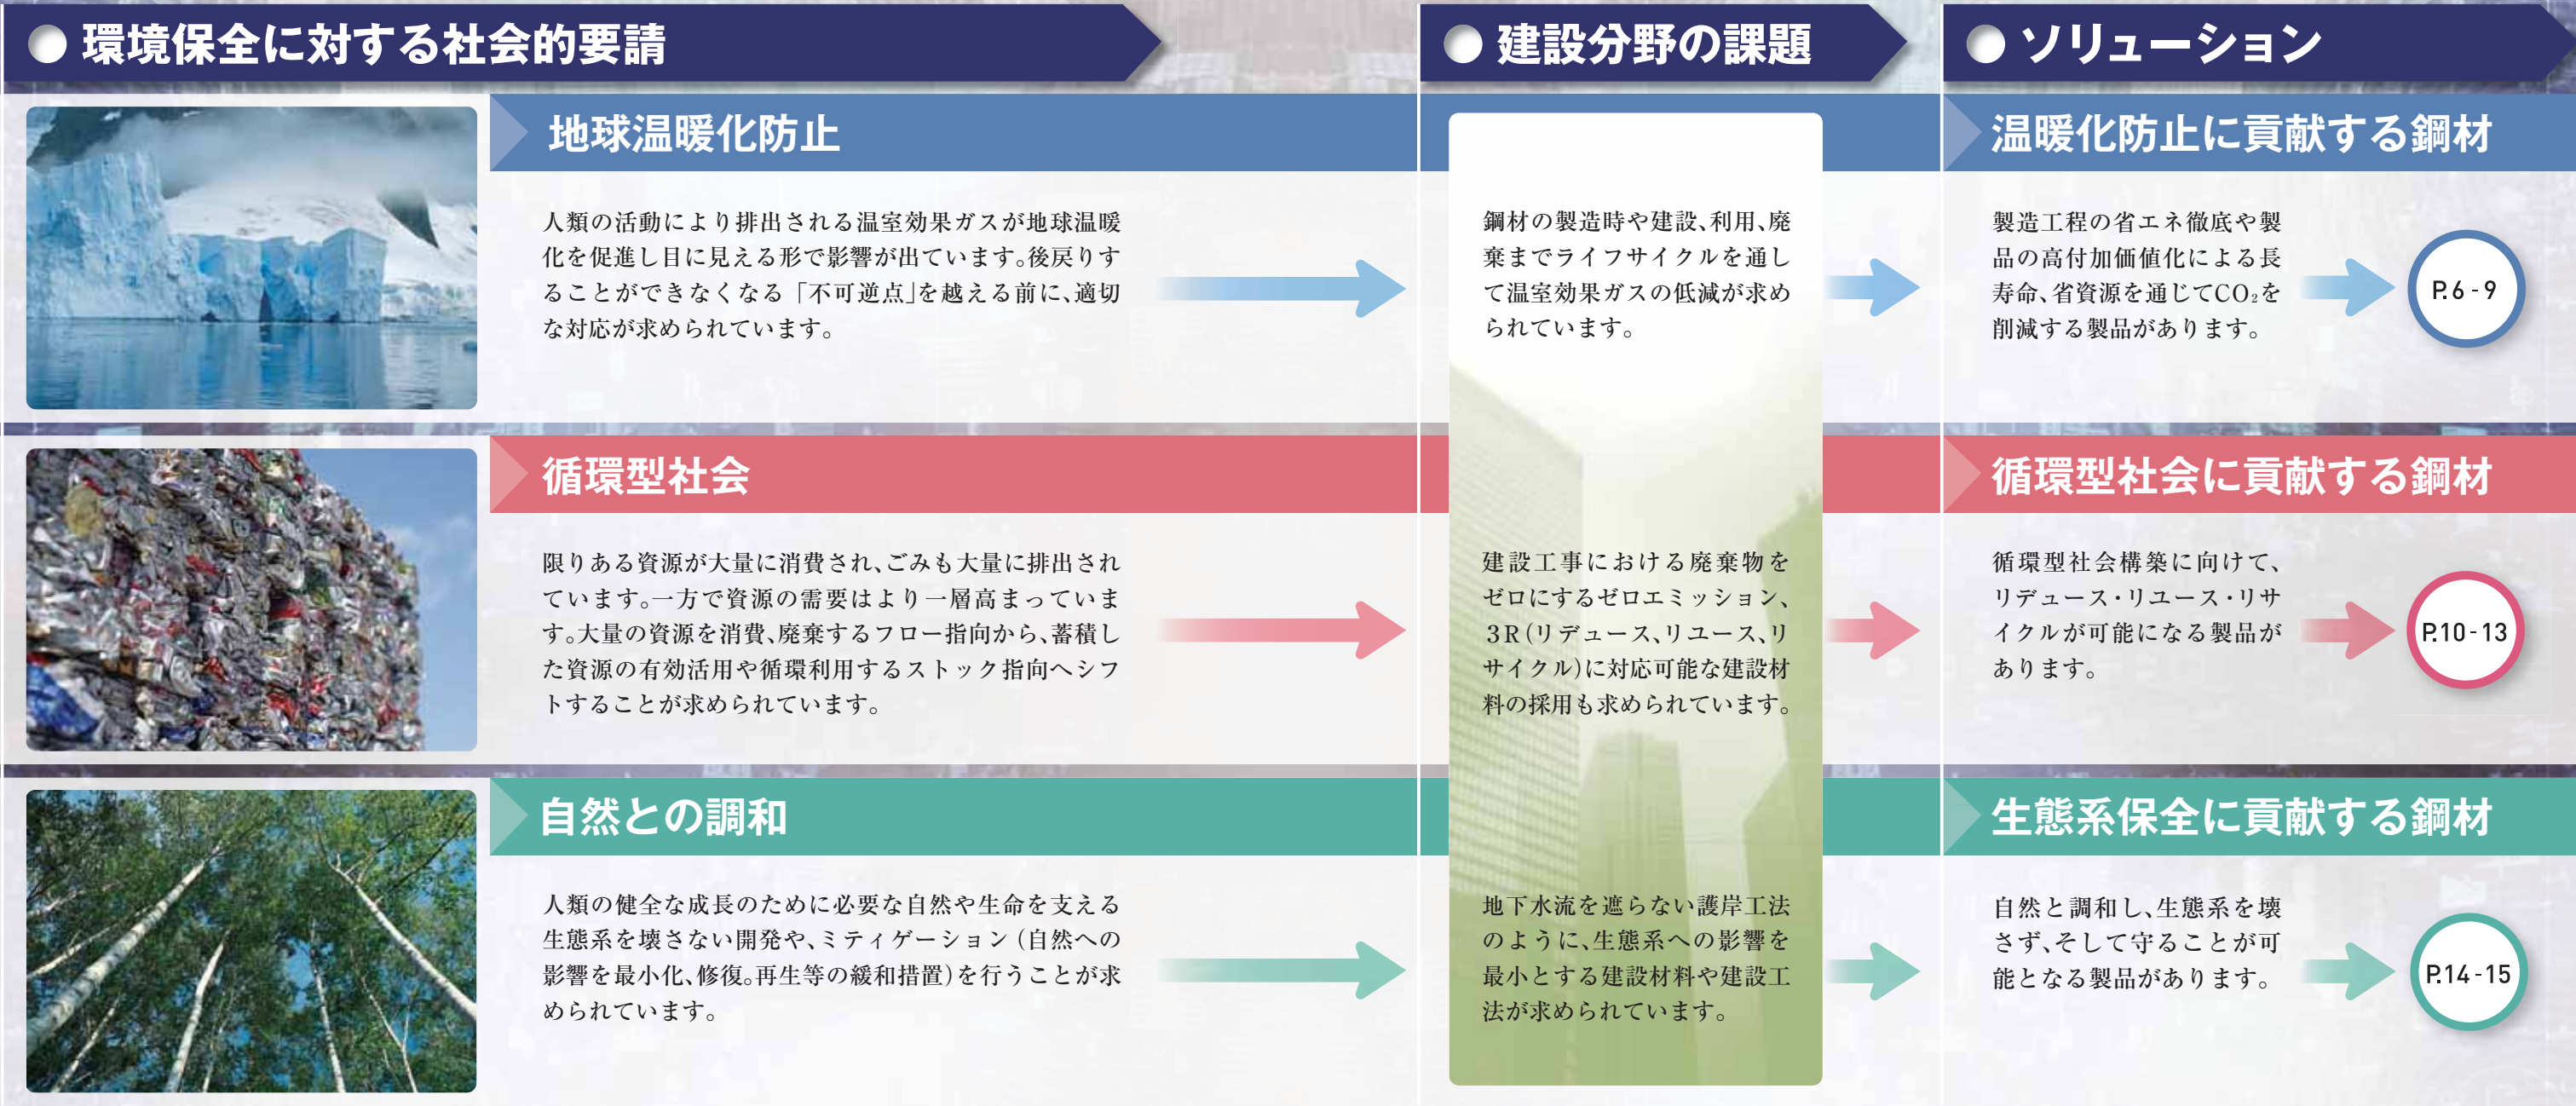 環境保全に対する社会的要請
建設分野の課題
ソリューション
地球温暖化防止
人類の活動により排出される温室効果ガスが地球温暖
化を促進し目に見える形で影響が出ています。後戻りす
ることができなくなる「不可逆点」を越える前に、適切
な対応が求められています。
鋼材の製造時や建設、利用、廃
棄までライフサイクルを通し
て温室効果ガスの低減が求め
られています。
温暖化防止に貢献する鋼材
製造工程の省エネ徹底や製
品の高付加価値化による長
寿命、省資源を通じてCO₂を
削減する製品があります。
P.6-9
循環型社会
限りある資源が大量に消費され、ごみも大量に排出され
ています。一方で資源の需要はより一層高まっていま
す。大量の資源を消費、廃棄するフロー指向から、蓄積し
た資源の有効活用や循環利用するストック指向へシフ
トすることが求められています。
建設工事における廃棄物を
ゼロにするゼロエミッション、
3R(リデュース、リユース、リ
サイクル)に対応可能な建設材
料の採用も求められています。
循環型社会に貢献する鋼材
循環型社会構築に向けて、
リデュース・リユース・リサ
イクルが可能になる製品が
あります。
P.10-13
自然との調和
人類の健全な成長のために必要な自然や生命を支える
生態系を壊さない開発や、ミティゲーション(自然への
影響を最小化、修復。再生等の緩和措置)を行うことが求
められています。
地下水流を遮らない護岸工法
のように、生態系への影響を
最小とする建設材料や建設工
法が求められています。
生態系保全に貢献する鋼材
自然と調和し、生態系を壊
さず、そして守ることが可
能となる製品があります。
P.14-15